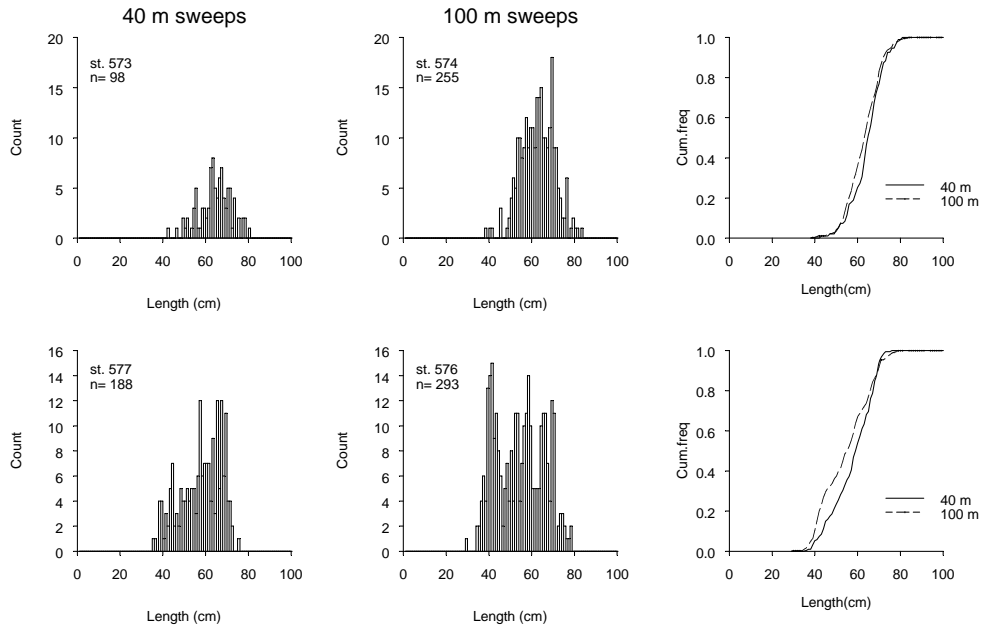 40 m sweeps
100 m sweeps
20
15
10
5
0
Count
st. 573
n= 98
0 20 40 60 80 100
Length (cm)
20
15
10
5
0
Count
st. 574
n= 255
0 20 40 60 80 100
Length (cm)
1.0
0.8
0.6
0.4
0.2
0.0
Cum.freq
40 m
100 m
0 20 40 60 80 100
Length(cm)
16
14
12
10
8
6
4
2
0
Count
st. 577
n= 188
0 20 40 60 80 100
Length (cm)
16
14
12
10
8
6
4
2
0
Count
st. 576
n= 293
0 20 40 60 80 100
Length (cm)
1.0
0.8
0.6
0.4
0.2
0.0
Cum.freq
40 m
100 m
0 20 40 60 80 100
Length(cm)